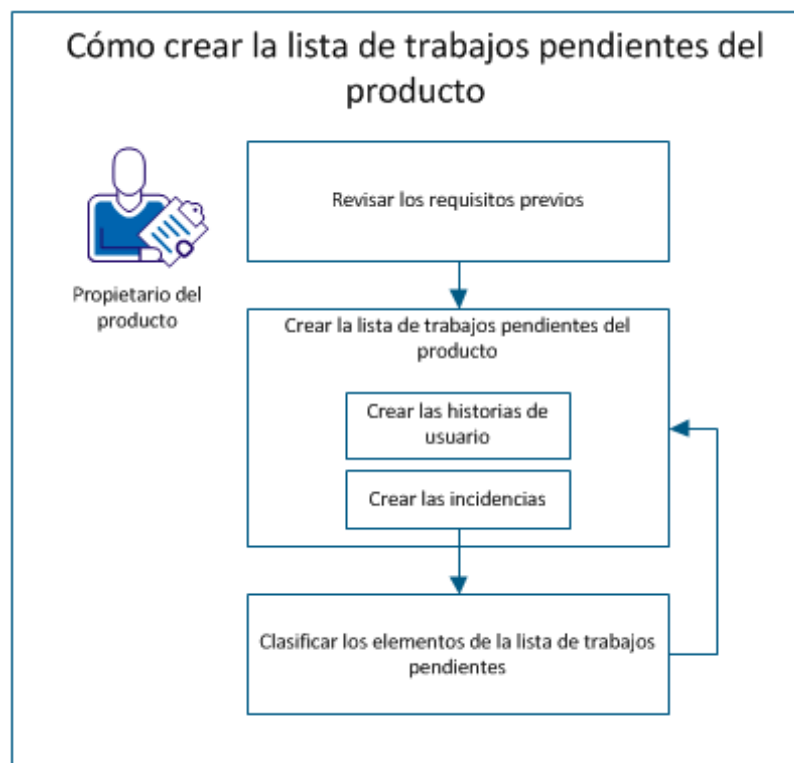 Cómo crear la lista de trabajos pendientes del
producto
Revisar los requisitos previos
Propietario del
producto
Crear la lista de trabajos pendientes del
producto
Crear las historias de
usuario
Crear las incidencias
Clasificar los elementos de la lista de trabajos
pendientes